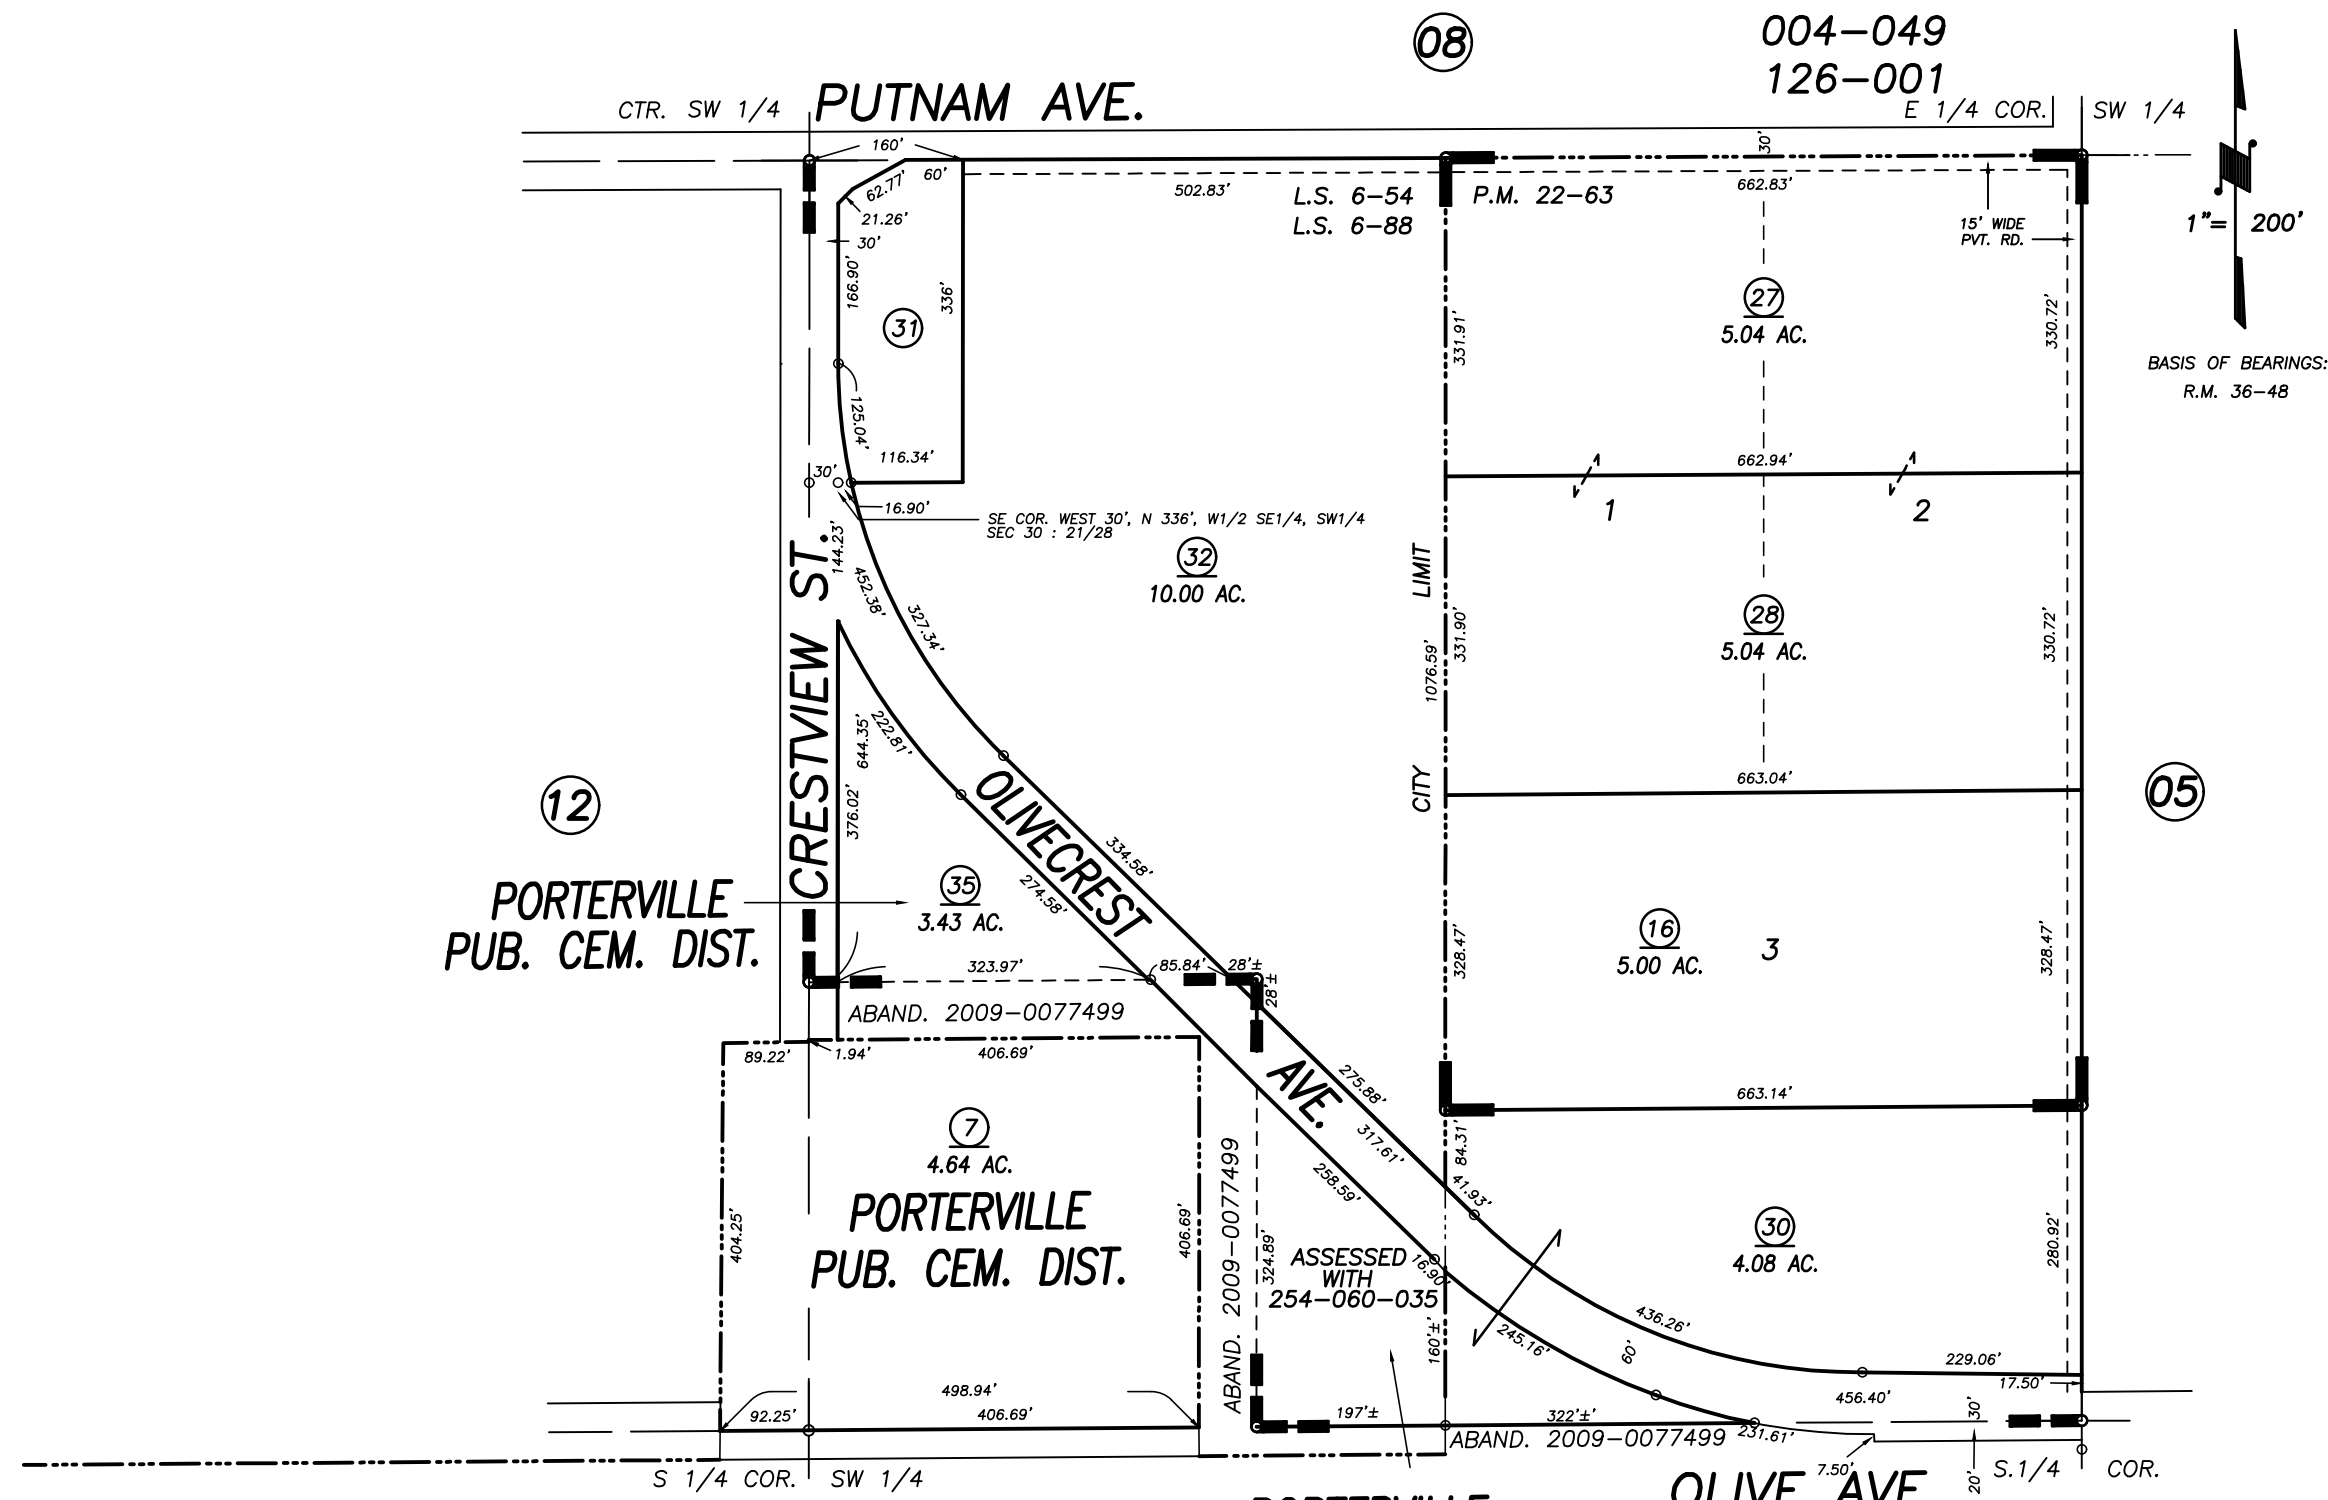 08
004-049
126-001
CTR. SW 1/4
PUTNAM AVE.
E 1/4 COR.
SW 1/4
160'
30'
62.77'
60'
502.83'
L.S. 6-54
L.S. 6-88
P.M. 22-63
662.83'
21.26'
30'
15' WIDE
PVT. RD.
1"= 200'
166.90'
336'
31
331.91'
27
5.04 AC.
330.72'
BASIS OF BEARINGS:
R.M. 36-48
125.04'
116.34'
30'
662.94'
16.90'
1
2
SE COR. WEST 30', N 336', W1/2 SE1/4, SW1/4
SEC 30 : 21/28
144.23'
452.38'
327.34'
32
10.00 AC.
CITY LIMIT
1076.59'
331.90'
28
5.04 AC.
330.72'
CRESTVIEW ST.
222.81'
644.35'
376.02'
663.04'
12
05
OLIVECREST
AVE.
334.58'
274.58'
35
3.43 AC.
PORTERVILLE
PUB. CEM. DIST.
16
5.00 AC.
3
328.47'
328.47'
323.97'
85.84'
28'±
28'±
ABAND. 2009-0077499
89.22'
1.94'
406.69'
275.88'
663.14'
7
4.64 AC.
PORTERVILLE
PUB. CEM. DIST.
404.25'
406.69'
ABAND. 2009-0077499
324.89'
258.59'
317.61'
84.31'
41.93'
ASSESSED
WITH
254-060-035
16.90'
30
4.08 AC.
280.92'
160'±'
245.16'
60'
436.26'
229.06'
17.50'
456.40'
30'
498.94'
92.25'
406.69'
197'±
322'±'
ABAND. 2009-0077499
231.61'
7.50'
20'
S 1/4 COR.
SW 1/4
S.1/4 COR.
PORTERVILLE
OLIVE AVE